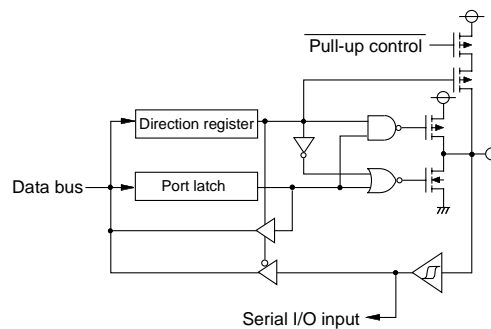 Pull-up control
Direction register
Data bus
Port latch
Serial I/O input